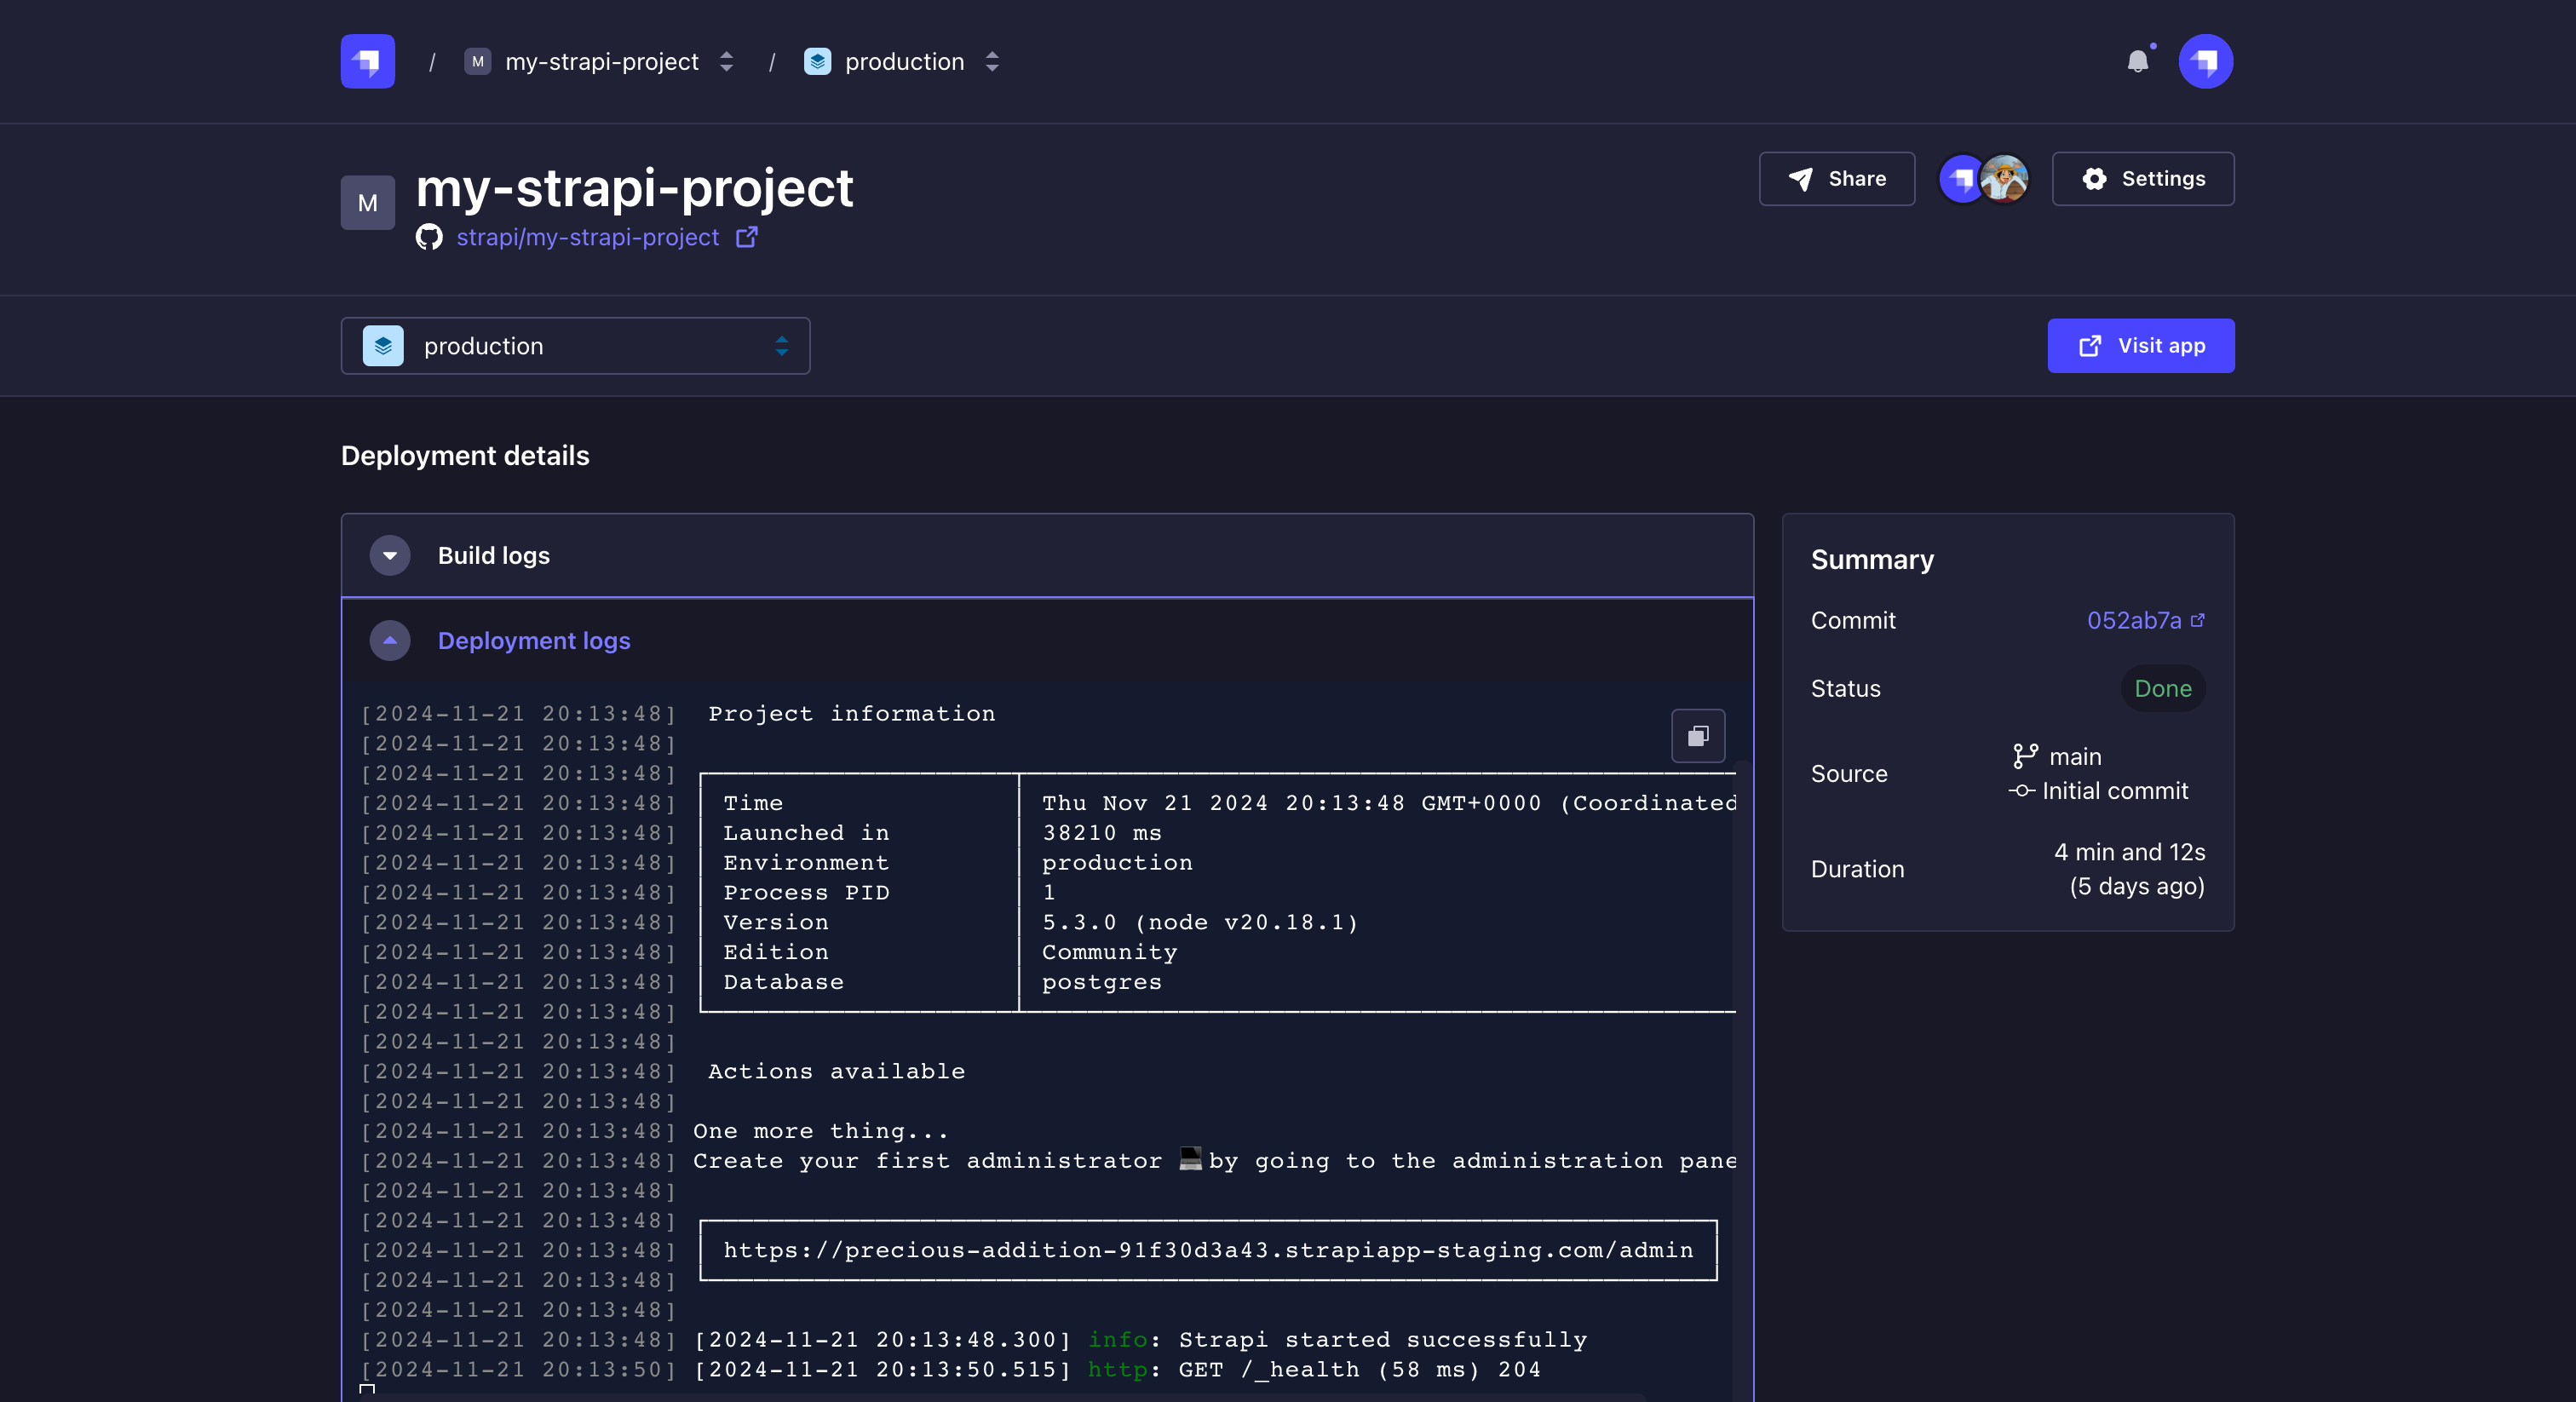 / M my-strapi-project / production
M my-strapi-project
strapi/my-strapi-project
Share
Settings
production
Visit app
Deployment details
Build logs
Deployment logs
[2024-11-21 20:13:48] Project information
[2024-11-21 20:13:48]
[2024-11-21 20:13:48]
[2024-11-21 20:13:48] Time Thu Nov 21 2024 20:13:48 GMT+0000 (Coordinated
[2024-11-21 20:13:48] Launched in 38210 ms
[2024-11-21 20:13:48] Environment production
[2024-11-21 20:13:48] Process PID 1
[2024-11-21 20:13:48] Version 5.3.0 (node v20.18.1)
[2024-11-21 20:13:48] Edition Community
[2024-11-21 20:13:48] Database postgres
[2024-11-21 20:13:48]
[2024-11-21 20:13:48]
[2024-11-21 20:13:48] Actions available
[2024-11-21 20:13:48]
[2024-11-21 20:13:48] One more thing...
[2024-11-21 20:13:48] Create your first administrator 💻 by going to the administration pane
[2024-11-21 20:13:48]
[2024-11-21 20:13:48]
[2024-11-21 20:13:48] https://precious-addition-91f30d3a43.strapiapp-staging.com/admin
[2024-11-21 20:13:48]
[2024-11-21 20:13:48]
[2024-11-21 20:13:48] [2024-11-21 20:13:48.300] info: Strapi started successfully
[2024-11-21 20:13:50] [2024-11-21 20:13:50.515] http: GET /_health (58 ms) 204
Summary
Commit 052ab7a
Status Done
Source main
Initial commit
Duration 4 min and 12s
(5 days ago)